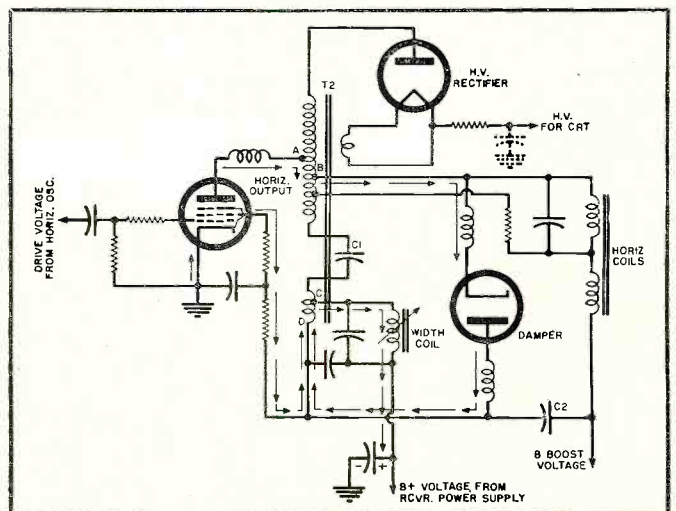 H.V.
RECTIFIER
T2
H.V.
FOR CRT
A
HORIZ.
OUTPUT
B
DRIVE VOLTAGE
FROM HORIZ. OSC.
C1
HORIZ
COILS
C
D
WIDTH
COIL
DAMPER
C2
B BOOST
VOLTAGE
- +
B+ VOLTAGE FROM
RCVR. POWER SUPPLY